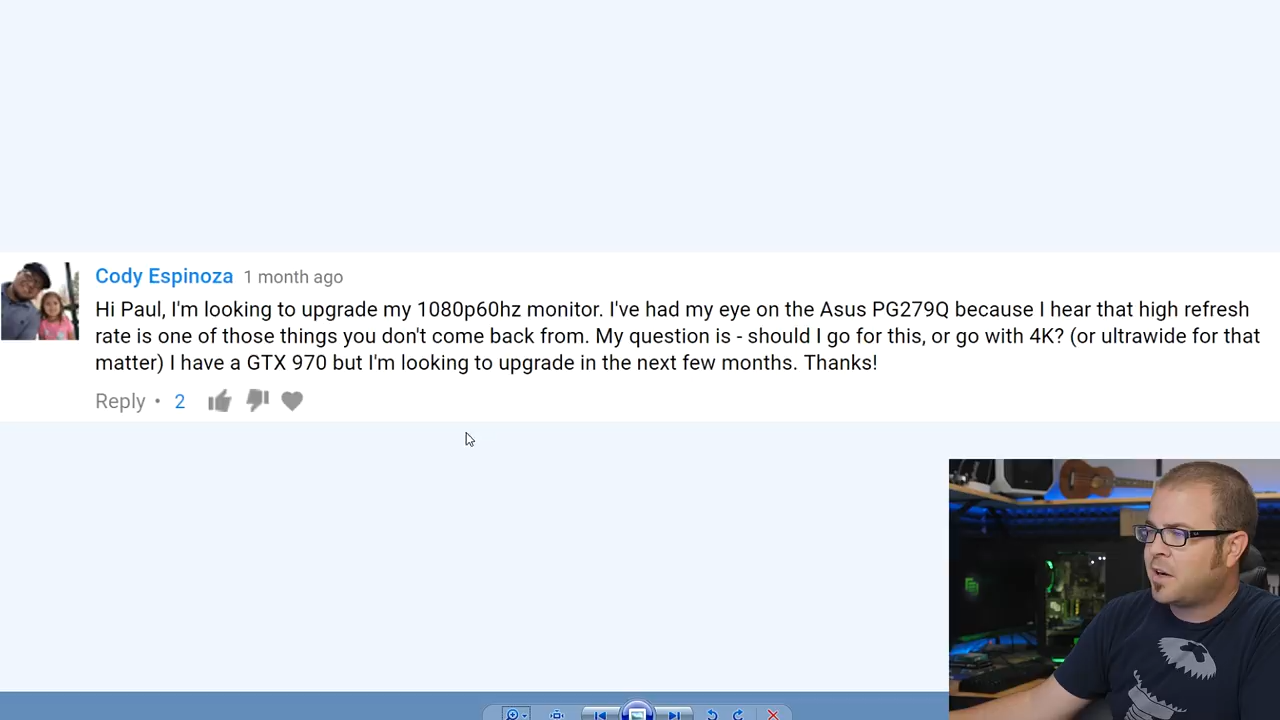 Cody Espinoza 1 month ago
Hi Paul, I'm looking to upgrade my 1080p60hz monitor. I've had my eye on the Asus PG279Q because I hear that high refresh
rate is one of those things you don't come back from. My question is - should I go for this, or go with 4K? (or ultrawide for that
matter) I have a GTX 970 but I'm looking to upgrade in the next few months. Thanks!
Reply • 2